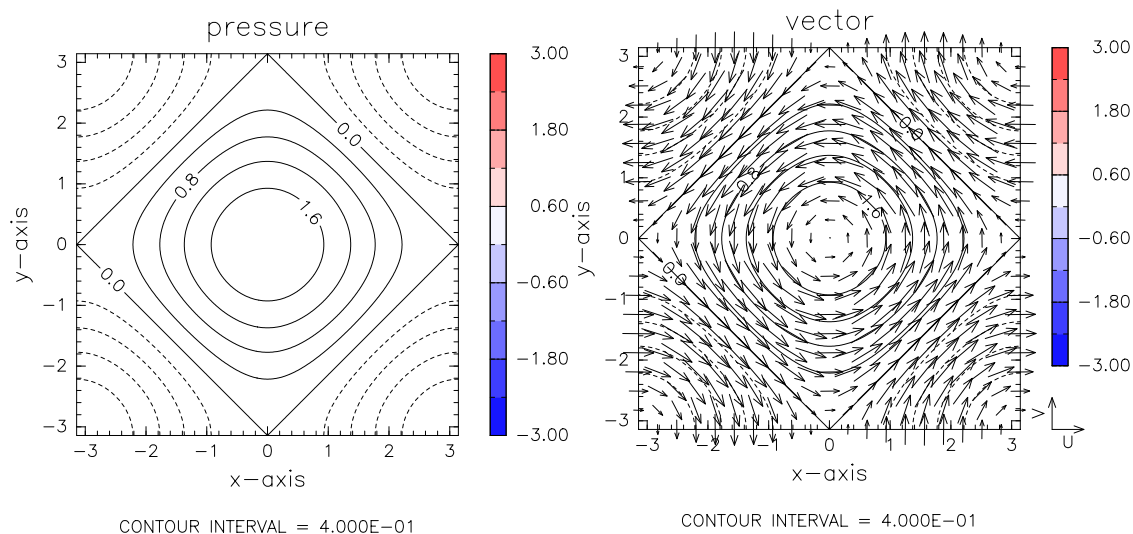 pressure
3
2
1
0
−1
−2
−3
−3 −2 −1 0 1 2 3
y−axis
x−axis
0.0
0.8
1.6
0.0
3.00
1.80
0.60
−0.60
−1.80
−3.00
CONTOUR INTERVAL = 4.000E−01
vector
3
2
1
0
−1
−2
−3
−3 −2 −1 0 1 2 3
y−axis
x−axis
0.0
0.8
1.6
0.0
3.00
1.80
0.60
−0.60
−1.80
−3.00
V
U
CONTOUR INTERVAL = 4.000E−01